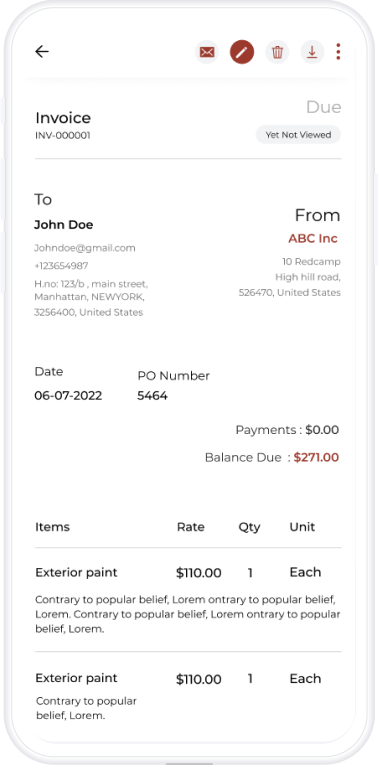 Due
Invoice
INV-000001
Yet Not Viewed
To
John Doe
From
ABC Inc
Johndoe@gmail.com
+123654987
H.no: 123/b , main street,
Manhattan, NEWYORK,
3256400, United States
10 Redcamp
High hill road,
526470, United States
Date
PO Number
06-07-2022
5464
Payments : $0.00
Balance Due : $271.00
Items Rate Qty Unit
Exterior paint $110.00 1 Each
Contrary to popular belief, Lorem ontrary to popular belief,
Lorem. Contrary to popular belief, Lorem ontrary to popular
belief, Lorem.
Exterior paint $110.00 1 Each
Contrary to popular
belief, Lorem.